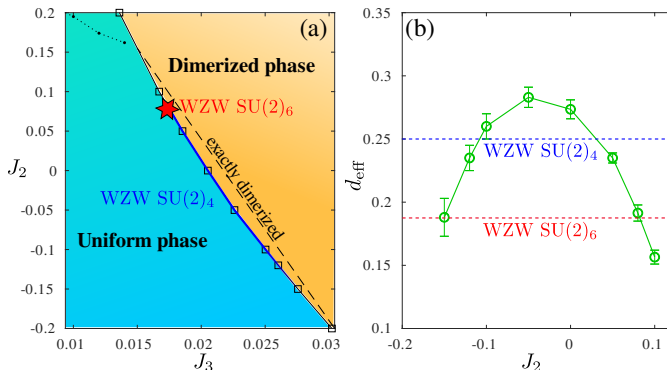 0.2
0.15
0.1
0.05
0
-0.05
-0.1
-0.15
-0.2
J2
0.01
0.015
0.02
0.025
0.03
J3
(a)
Dimerized phase
WZW SU(2)6
exactly dimerized
WZW SU(2)4
Uniform phase
(b)
0.35
0.3
0.25
0.2
0.15
0.1
deff
WZW SU(2)4
WZW SU(2)6
-0.2
-0.1
0
0.1
J2